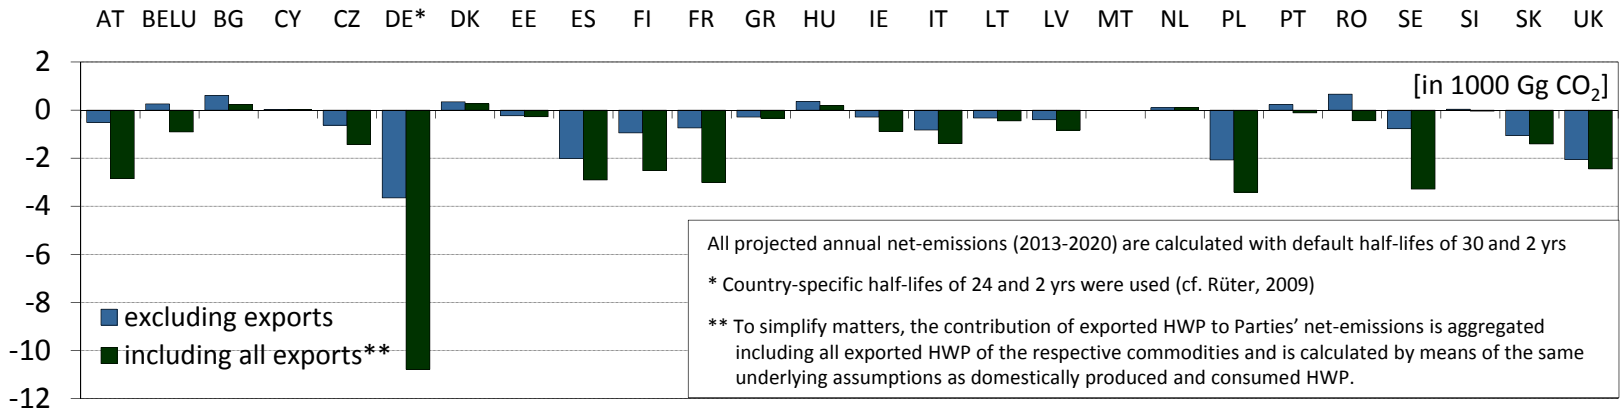 AT BELU BG CY CZ DE* DK EE ES FI FR GR HU IE IT LT LV MT NL PL PT RO SE SI SK UK
2
[in 1000 Gg CO₂]
0
-2
-4
All projected annual net-emissions (2013-2020) are calculated with default half-lifes of 30 and 2 yrs
-6
* Country-specific half-lifes of 24 and 2 yrs were used (cf. Rüter, 2009)
-8
excluding exports
** To simplify matters, the contribution of exported HWP to Parties' net-emissions is aggregated
-10
including all exports**
including all exported HWP of the respective commodities and is calculated by means of the same
underlying assumptions as domestically produced and consumed HWP.
-12